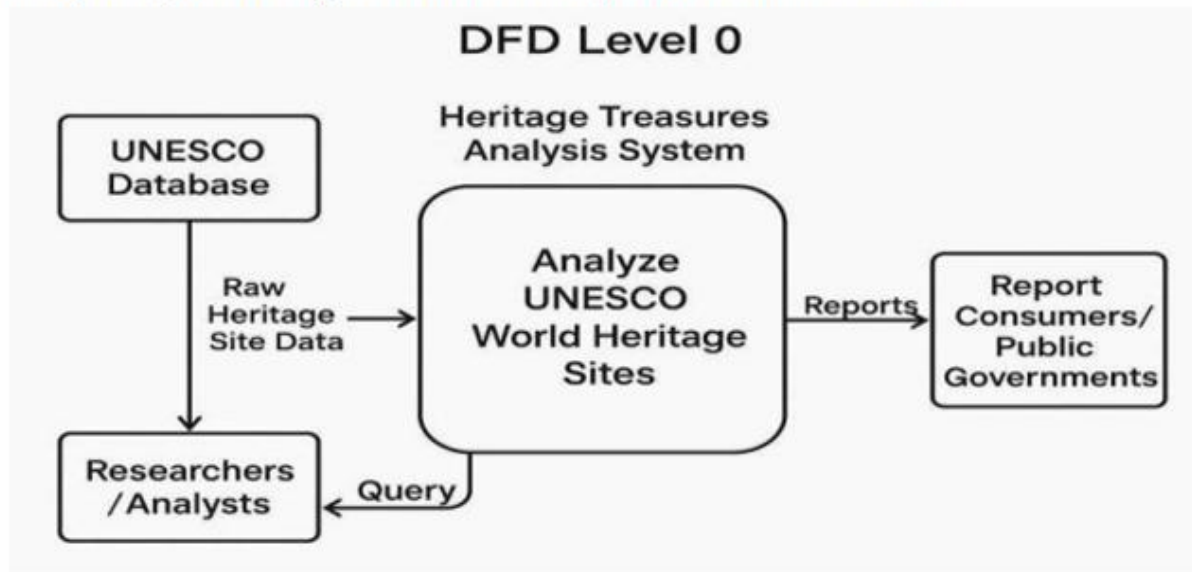 DFD Level 0
UNESCO
Database
Heritage Treasures
Analysis System
Raw
Heritage
Site Data
Analyze
UNESCO
World Heritage
Sites
Reports
Report
Consumers/
Public
Governments
Researchers
/Analysts
Query